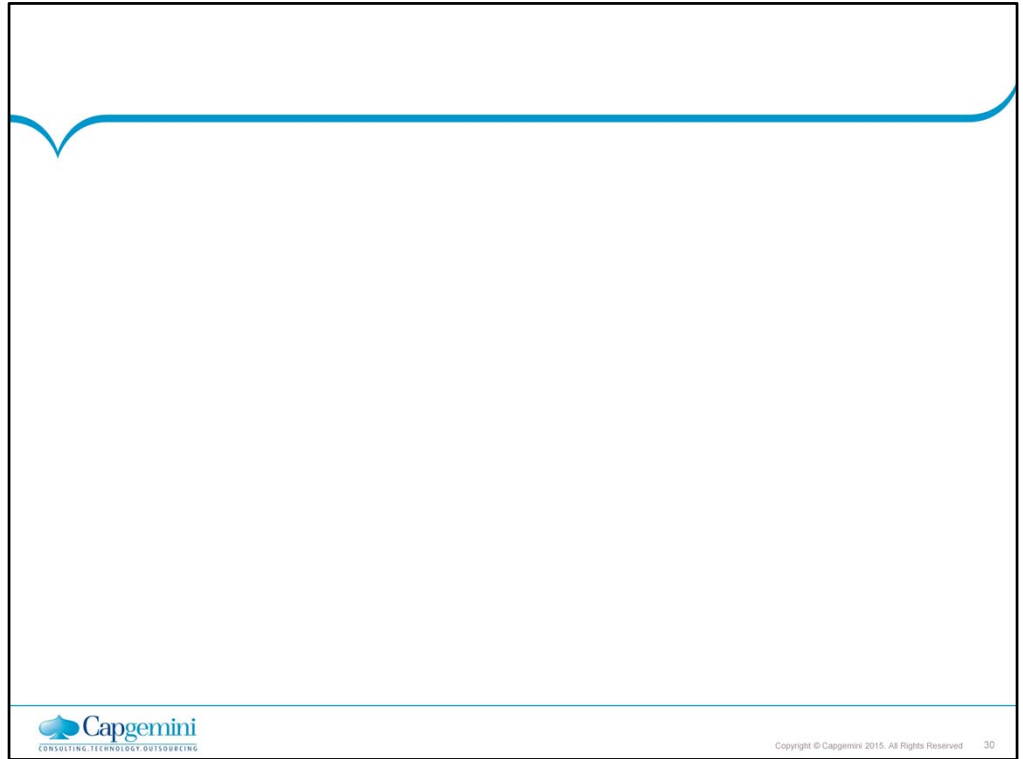 Capgemini
CONSULTING.TECHNOLOGY.OUTSOURCING
Copyright © Capgemini 2015. All Rights Reserved 30